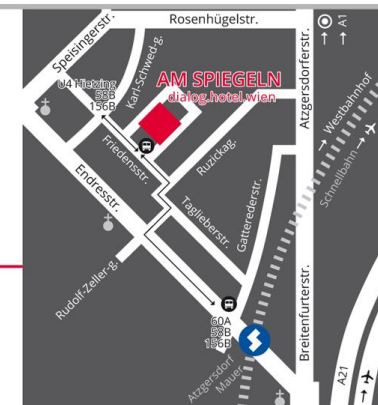 Rosenhügelstr.
Speisingerstr.
A1
Karl-Schwed-g.
Atzgersdorferstr.
U4 Hietzing
58B
156B
AM SPIEGELN
dialog.hotel.wien
Westbahnhof
Schnellbahn
Friedensstr.
Ruzickag.
Endresstr.
Taglieberstr.
Gattererderstr.
Rudolf-Zeller-g.
Breitenfurterstr.
60A
58B
156B
Atzgersdorf
Mauer
A21